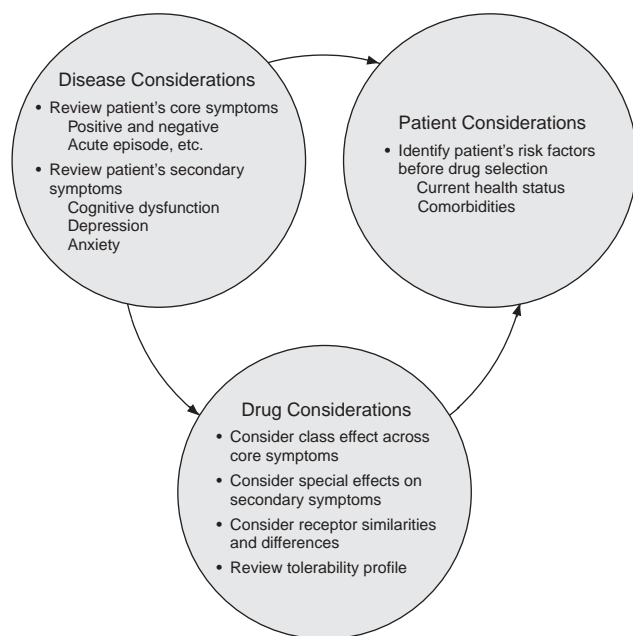 Disease Considerations
• Review patient's core symptoms
Positive and negative
Acute episode, etc.
• Review patient's secondary
symptoms
Cognitive dysfunction
Depression
Anxiety
Patient Considerations
• Identify patient's risk factors
before drug selection
Current health status
Comorbidities
Drug Considerations
• Consider class effect across
core symptoms
• Consider special effects on
secondary symptoms
• Consider receptor similarities
and differences
• Review tolerability profile